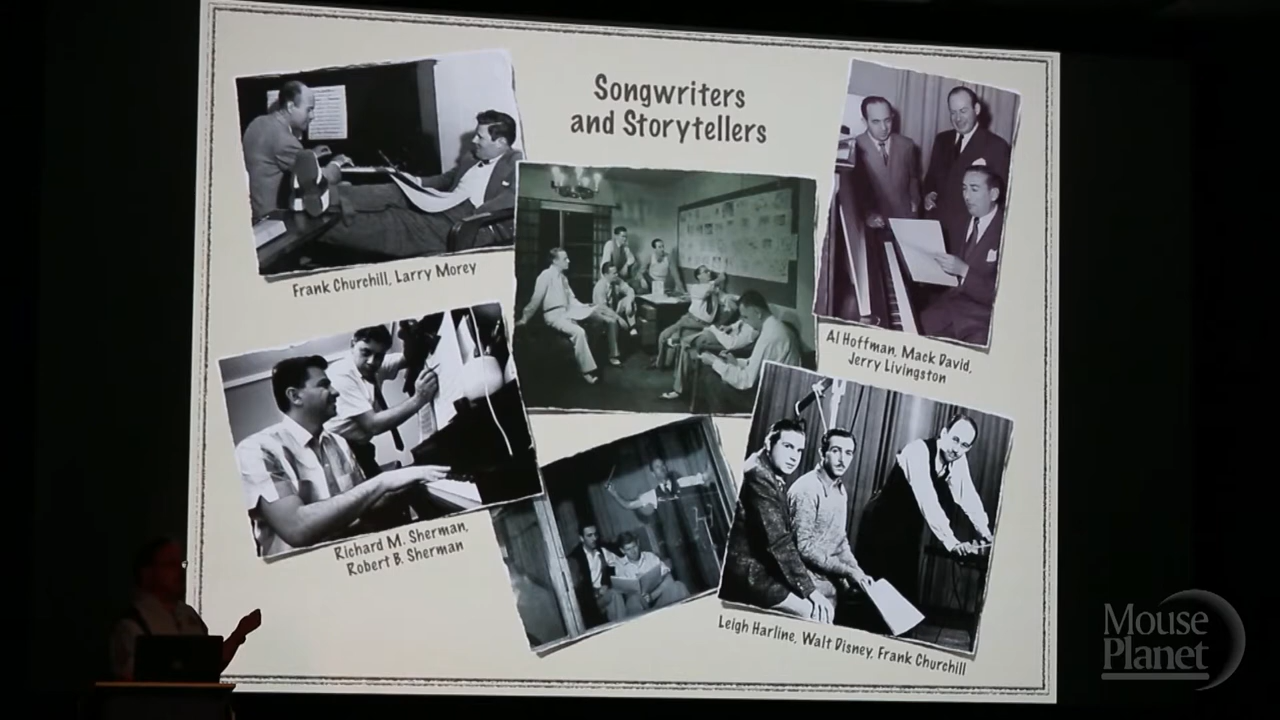 Songwriters
and Storytellers
Frank Churchill, Larry Morey
Al Hoffman, Mack David,
Jerry Livingston
Richard M. Sherman,
Robert B. Sherman
Leigh Harline, Walt Disney, Frank Churchill
Mouse
Planet